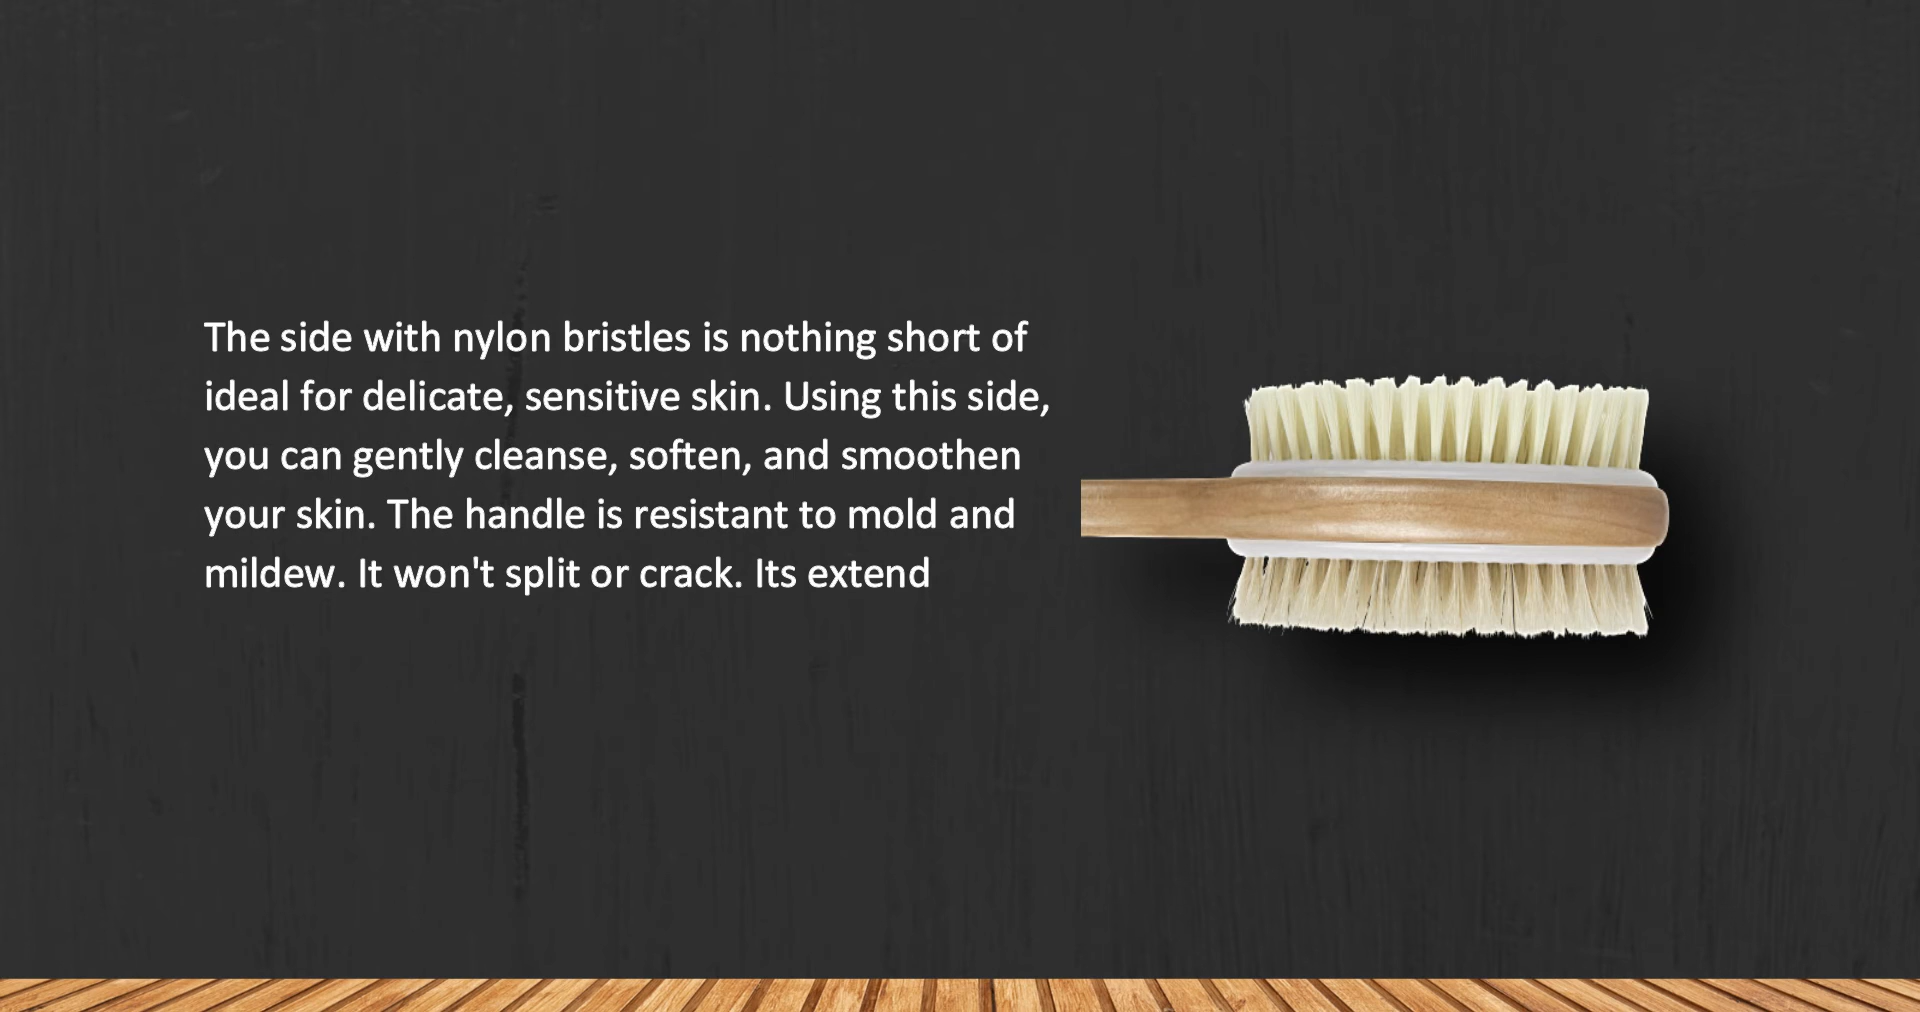 The side with nylon bristles is nothing short of
ideal for delicate, sensitive skin. Using this side,
you can gently cleanse, soften, and smoothen
your skin. The handle is resistant to mold and
mildew. It won't split or crack. Its extend